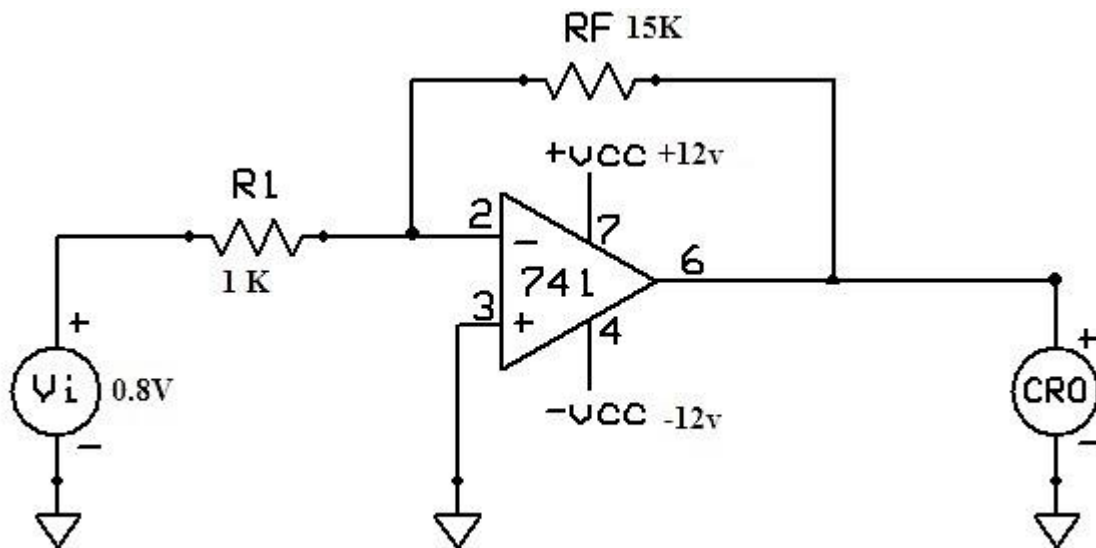 RF 15K
+VCC +12v
R1
1 K
2
-
7
741
6
3
+
4
-VCC -12v
+
Vi 0.8V
-
+
CRO
-